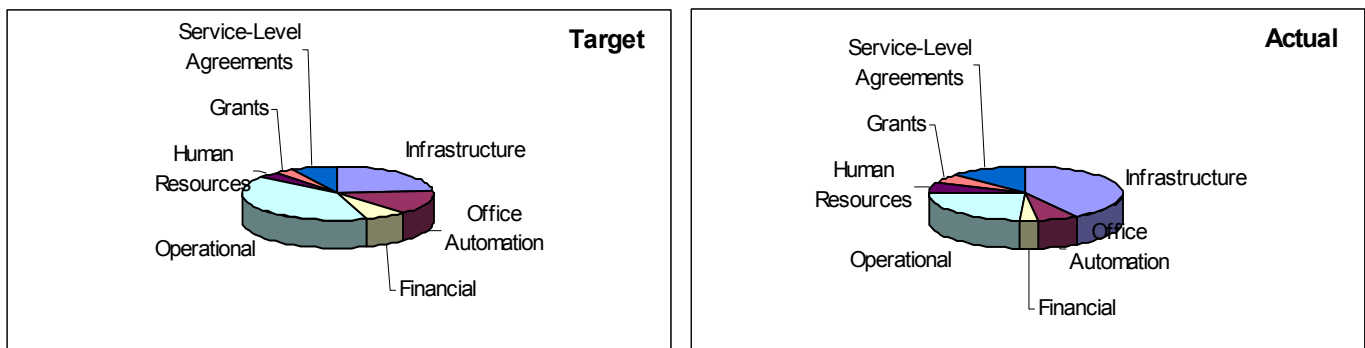 Target
Service-Level
Agreements
Grants
Human
Resources
Infrastructure
Office
Automation
Operational
Financial
Actual
Service-Level
Agreements
Grants
Human
Resources
Infrastructure
Office
Automation
Operational
Financial